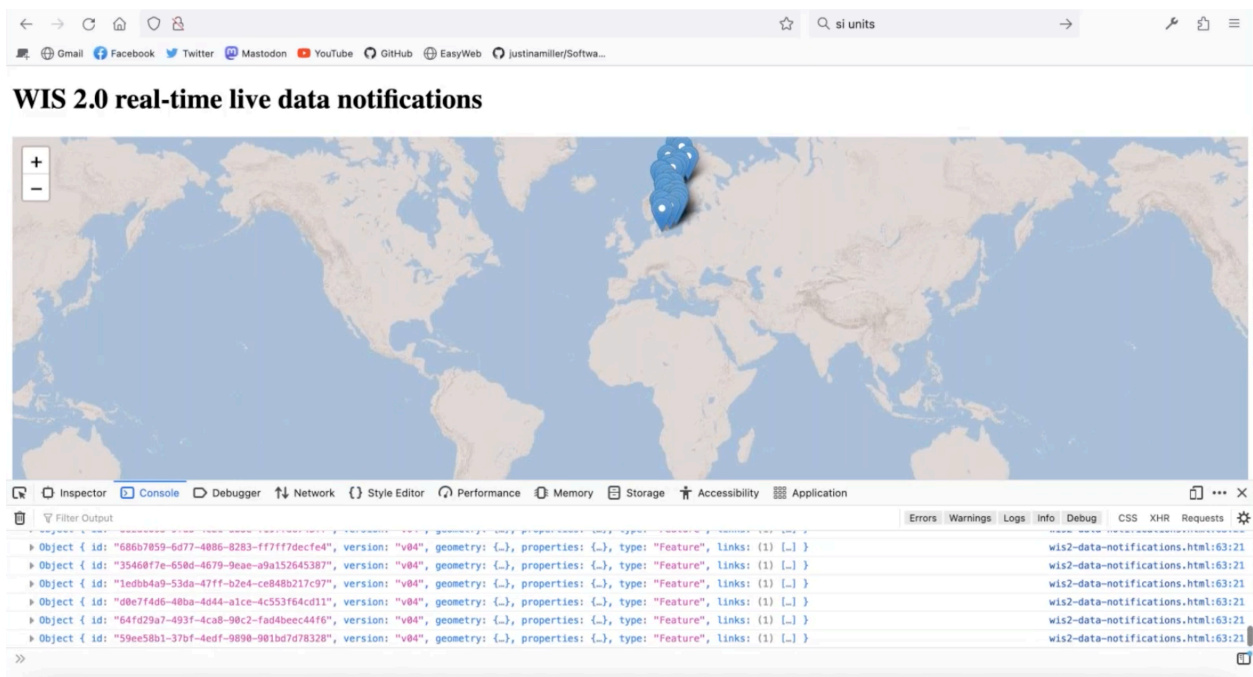 si units
Gmail Facebook Twitter Mastodon YouTube GitHub EasyWeb justinamiller/Softwa...
WIS 2.0 real-time live data notifications
+
−
Inspector Console Debugger Network {} Style Editor Performance Memory Storage Accessibility Application
Filter Output Errors Warnings Logs Info Debug CSS XHR Requests
Object { id: "686b7059-6d77-4086-8283-ff7ff7decfe4", version: "v04", geometry: {…}, properties: {…}, type: "Feature", links: (1) […] } wis2-data-notifications.html:63:21
Object { id: "35460f7e-650d-4679-9eae-a9a152645387", version: "v04", geometry: {…}, properties: {…}, type: "Feature", links: (1) […] } wis2-data-notifications.html:63:21
Object { id: "1edbb4a9-53da-47ff-b2e4-ce848b217c97", version: "v04", geometry: {…}, properties: {…}, type: "Feature", links: (1) […] } wis2-data-notifications.html:63:21
Object { id: "d0e7f4d6-40ba-4d44-a1ce-4c553f64cd11", version: "v04", geometry: {…}, properties: {…}, type: "Feature", links: (1) […] } wis2-data-notifications.html:63:21
Object { id: "64fd29a7-493f-4ca8-90c2-fad4beec44f6", version: "v04", geometry: {…}, properties: {…}, type: "Feature", links: (1) […] } wis2-data-notifications.html:63:21
Object { id: "59ee58b1-37bf-4edf-9890-901bd7d78328", version: "v04", geometry: {…}, properties: {…}, type: "Feature", links: (1) […] } wis2-data-notifications.html:63:21